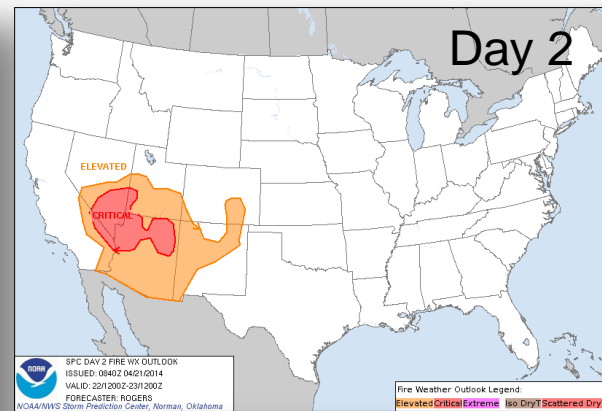 Day 2
ELEVATED
CRITICAL
NOAA
SPC DAY 2 FIRE WX OUTLOOK
ISSUED: 0840Z 04/21/2014
VALID: 22/1200Z-23/1200Z
FORECASTER: ROGERS
NOAA/NWS Storm Prediction Center, Norman, Oklahoma
Fire Weather Outlook Legend:
Elevated Critical Extreme Iso DryT Scattered Dry